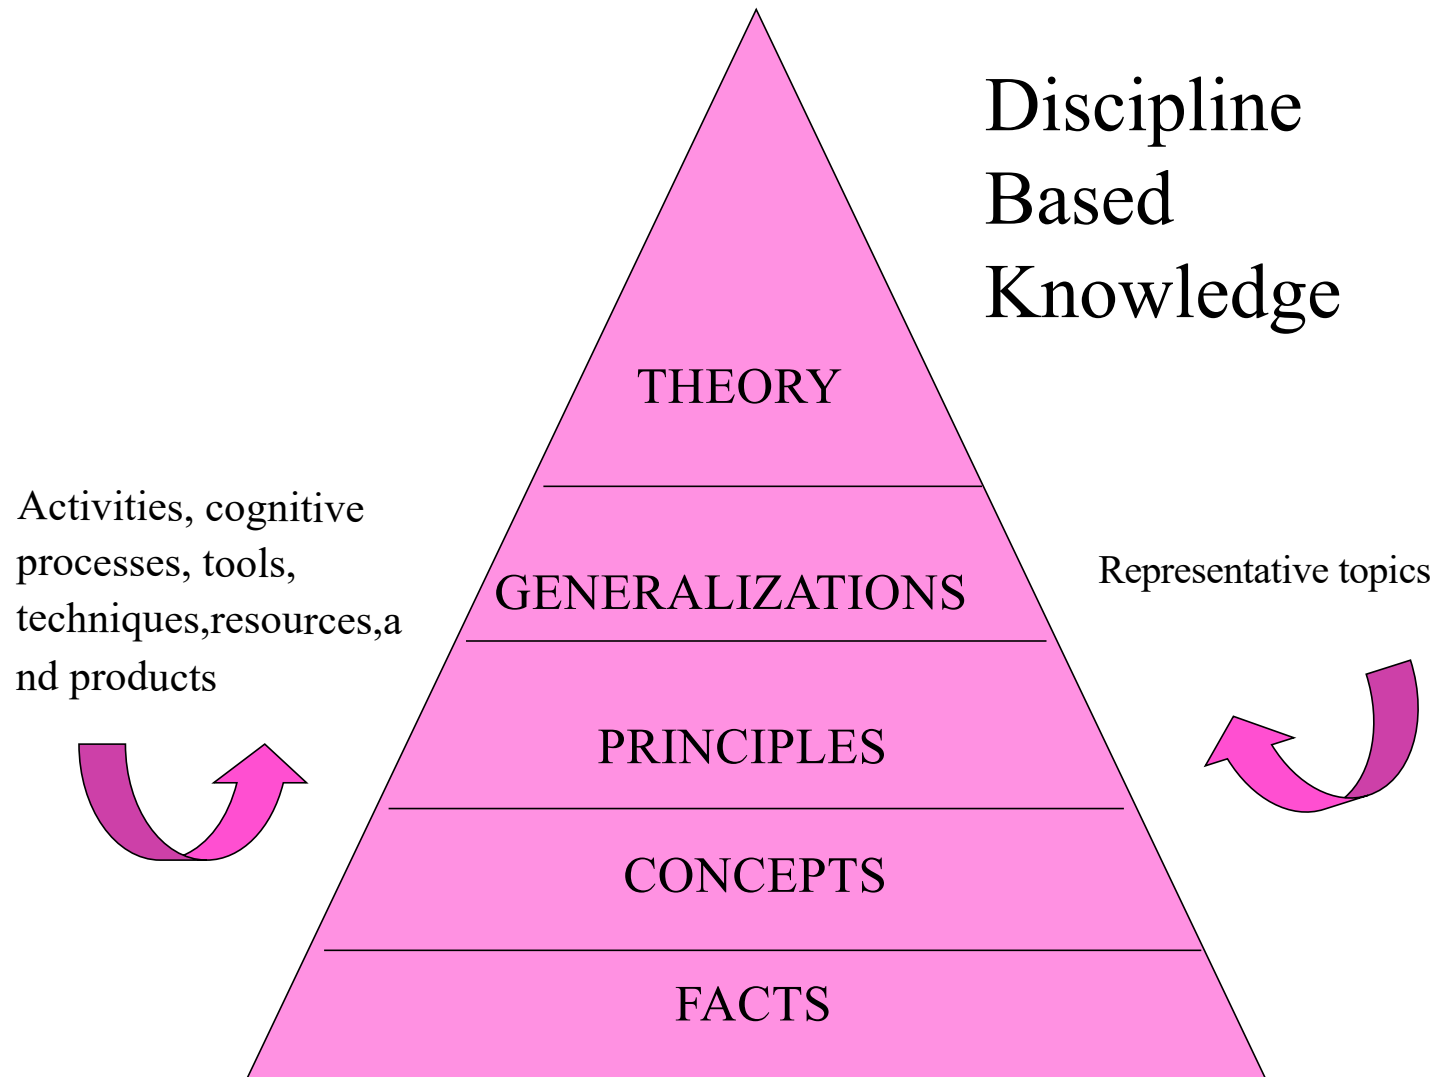 Discipline
Based
Knowledge
THEORY
Activities, cognitive
processes, tools,
techniques,resources,a
nd products
GENERALIZATIONS
Representative topics
PRINCIPLES
CONCEPTS
FACTS